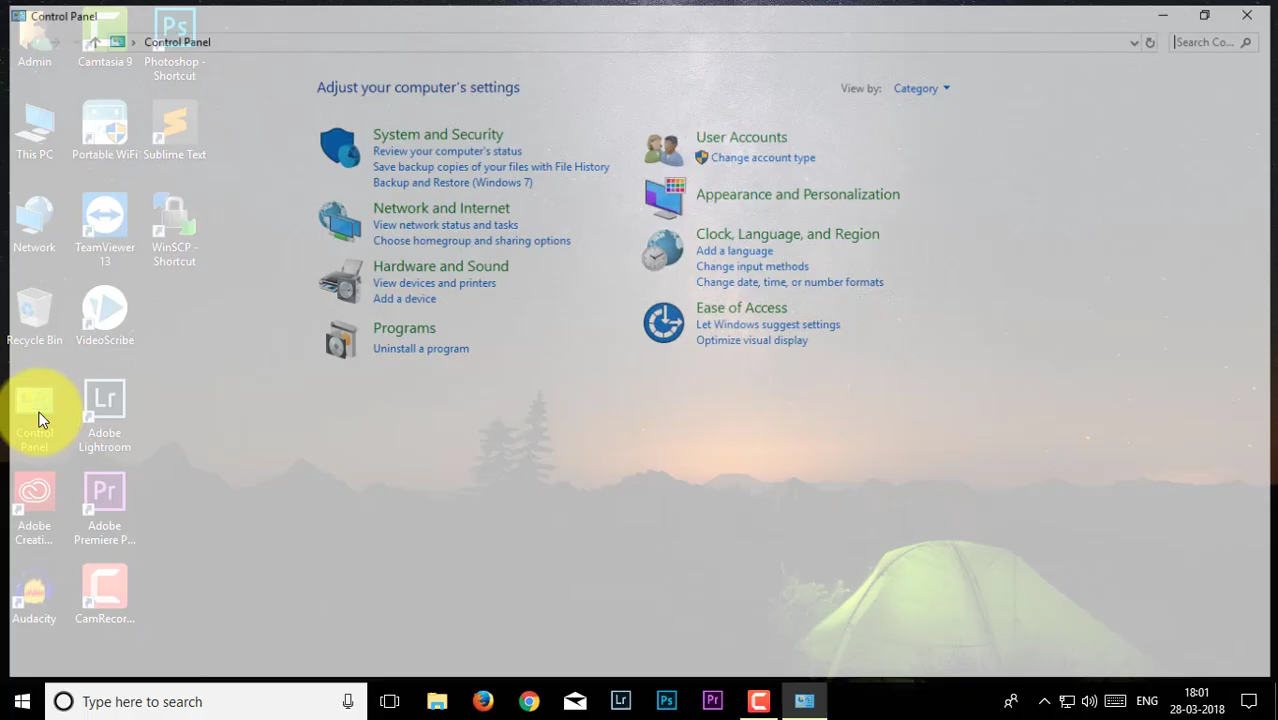 Control Panel
Control Panel
Search Co...
Adjust your computer's settings
View by: Category
System and Security
Review your computer's status
Save backup copies of your files with File History
Backup and Restore (Windows 7)
Network and Internet
View network status and tasks
Choose homegroup and sharing options
Hardware and Sound
View devices and printers
Add a device
Programs
Uninstall a program
User Accounts
Change account type
Appearance and Personalization
Clock, Language, and Region
Add a language
Change input methods
Change date, time, or number formats
Ease of Access
Let Windows suggest settings
Optimize visual display
Admin
Camtasia 9
Ps
Photoshop -
Shortcut
This PC
Portable WiFi
Sublime Text
Network
TeamViewer
13
WinSCP -
Shortcut
Recycle Bin
VideoScribe
Control
Panel
Lr
Adobe
Lightroom
Adobe
Creati...
Pr
Adobe
Premiere P...
Audacity
CamRecor...
Type here to search
Lr
Ps
Pr
ENG
18:01
28-03-2018